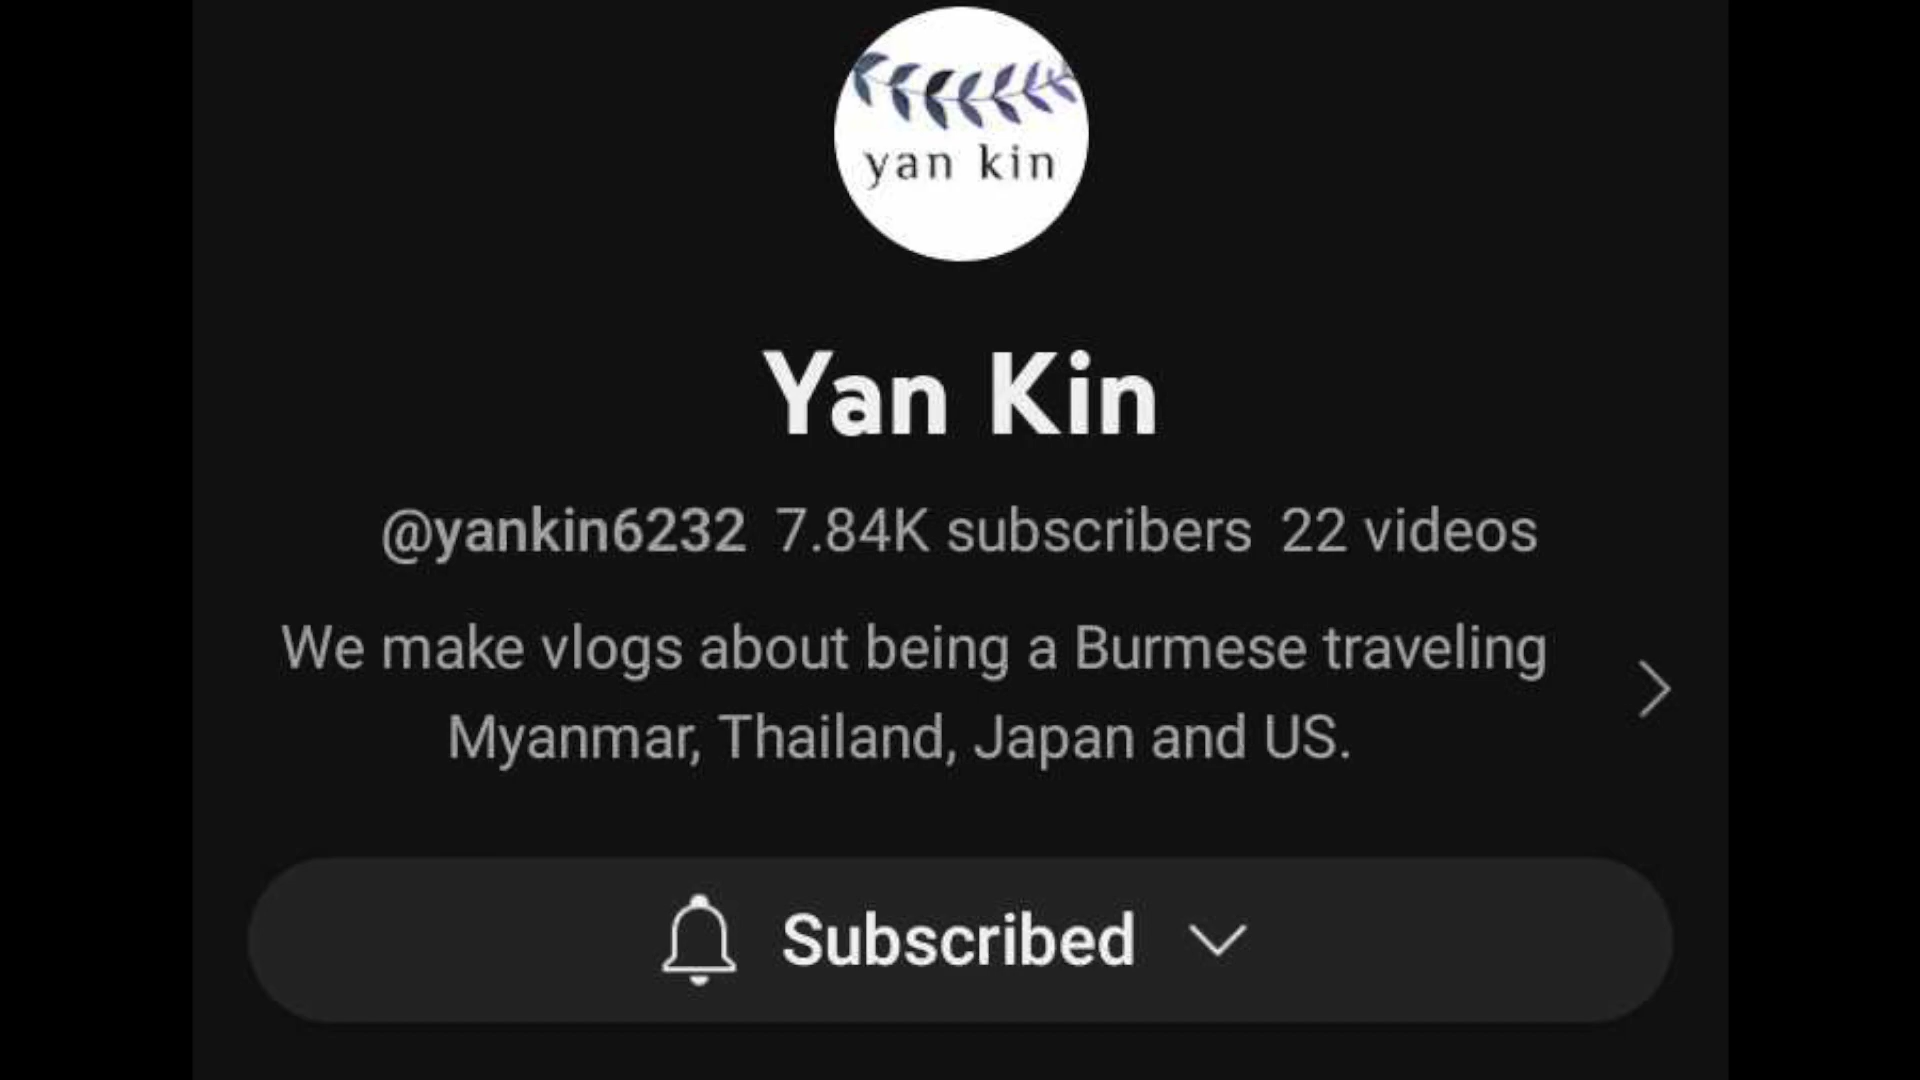 yan kin
Yan Kin
@yankin6232 7.84K subscribers 22 videos
We make vlogs about being a Burmese traveling
Myanmar, Thailand, Japan and US.
Subscribed